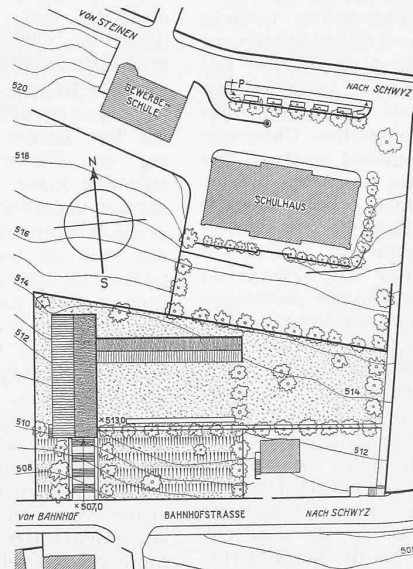 VON STEINEN
P
NACH SCHWYZ
520
GEWERBE-
SCHULE
518
N
SCHULHAUS
516
S
514
512
514
× 513,0
510
512
508
× 507,0
VOM BAHNHOF
BAHNHOFSTRASSE
NACH SCHWYZ